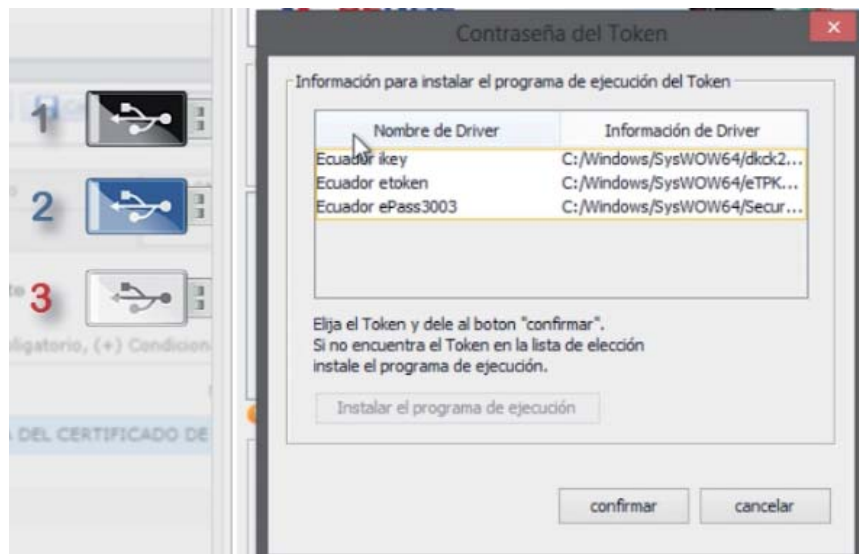 Contraseña del Token
Información para instalar el programa de ejecución del Token
Nombre de Driver Información de Driver
Ecuador ikey C:/Windows/SysWOW64/dkck2...
Ecuador etoken C:/Windows/SysWOW64/eTPK...
Ecuador ePass3003 C:/Windows/SysWOW64/Secur...
Elija el Token y dele al boton "confirmar".
Si no encuentra el Token en la lista de elección
instale el programa de ejecución.
Instalar el programa de ejecución
confirmar cancelar
1
2
3
ligatorio, (+) Condicion
DEL CERTIFICADO DE